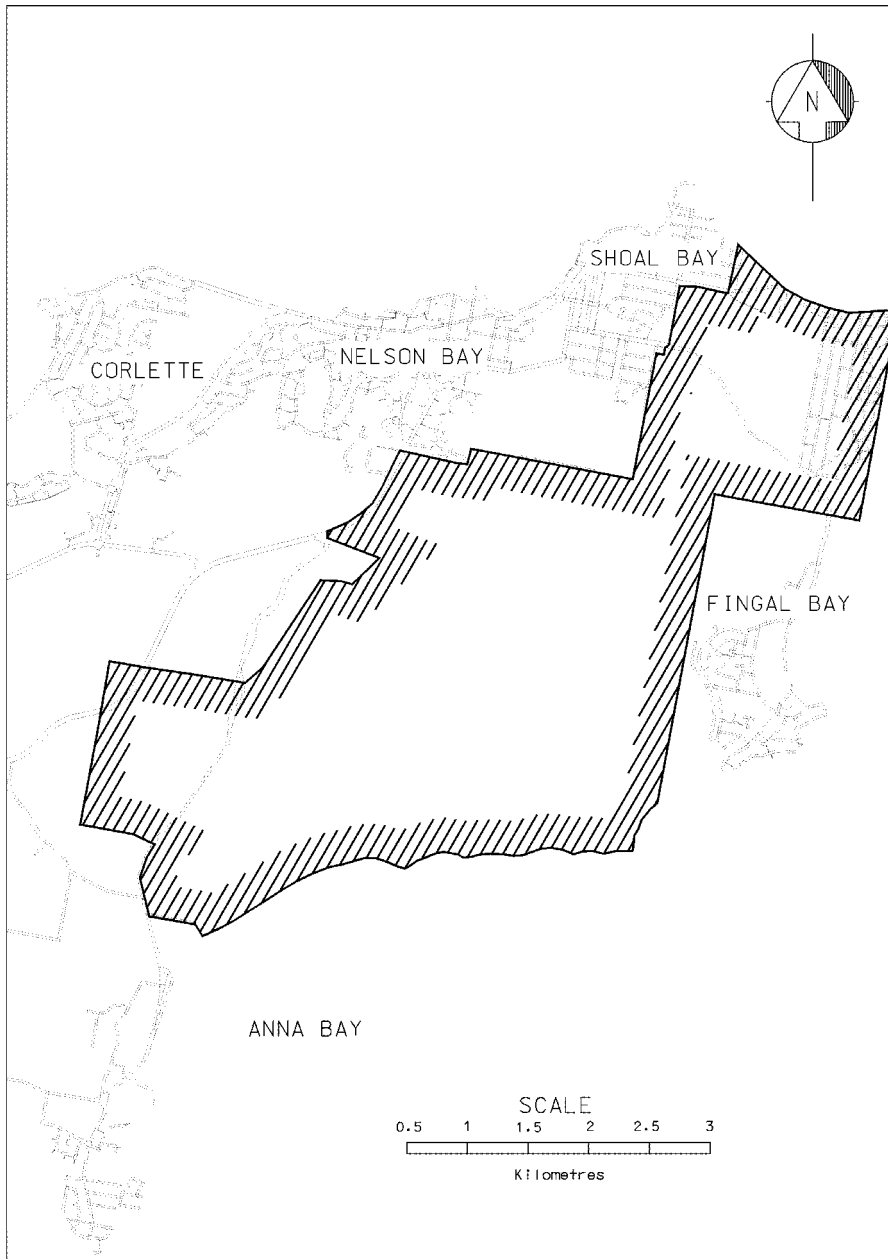 N
SHOAL BAY
NELSON BAY
CORLETTE
FINGAL BAY
ANNA BAY
SCALE
0.5 1 1.5 2 2.5 3
Kilometres